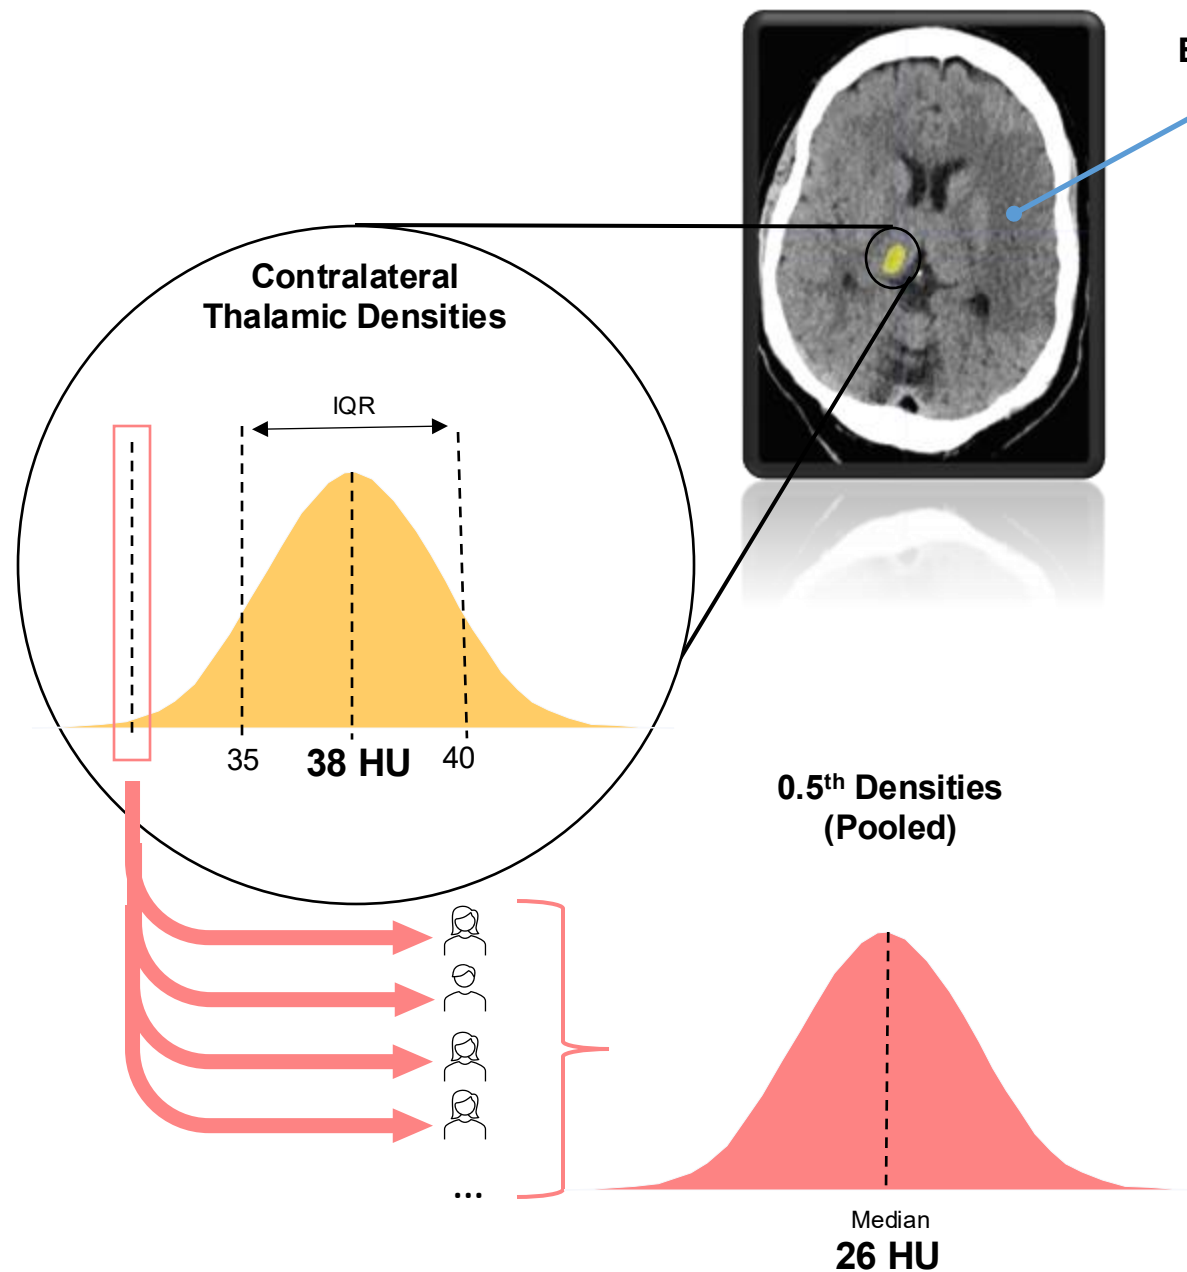 Contralateral
Thalamic Densities
IQR
35
38 HU
40
0.5th Densities
(Pooled)
...
Median
26 HU